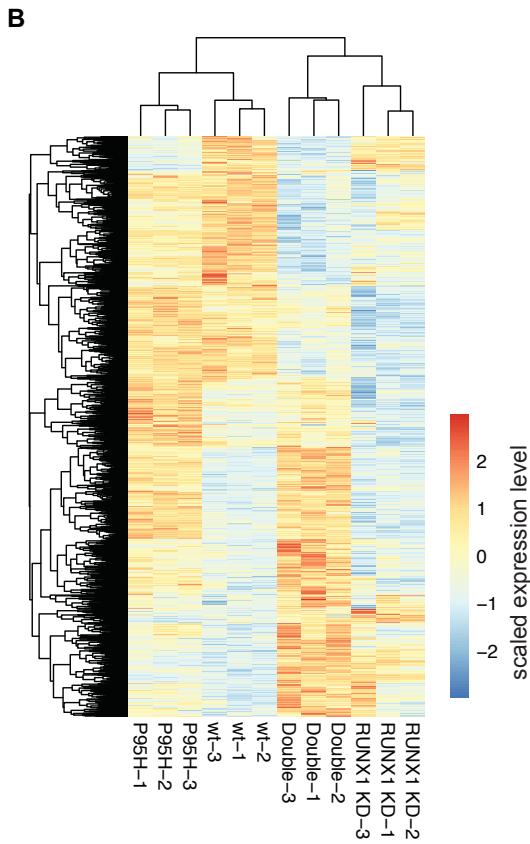 B
2
1
0
−1
−2
scaled expression level
P95H−1
P95H−2
P95H−3
wt−3
wt−1
wt−2
Double−3
Double−1
Double−2
RUNX1 KD−3
RUNX1 KD−1
RUNX1 KD−2